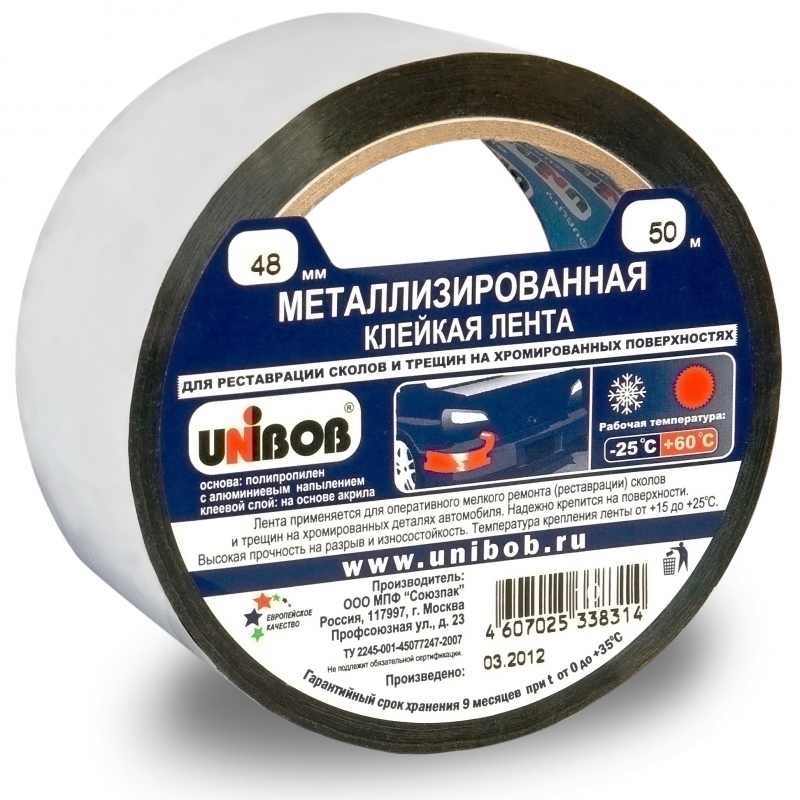 48 мм
50 м
МЕТАЛЛИЗИРОВАННАЯ
КЛЕЙКАЯ ЛЕНТА
ДЛЯ РЕСТАВРАЦИИ СКОЛОВ И ТРЕЩИН НА ХРОМИРОВАННЫХ ПОВЕРХНОСТЯХ
UNIBOB®
основа: полипропилен
с алюминиевым напылением
клеевой слой: на основе акрила
Рабочая температура:
-25°C +60°C
Лента применяется для оперативного мелкого ремонта (реставрации) сколов
и трещин на хромированных деталях автомобиля. Надежно крепится на поверхности.
Высокая прочность на разрыв и износостойкость. Температура крепления ленты от +15 до +25°C.
www.unibob.ru
ЕВРОПЕЙСКОЕ
КАЧЕСТВО
Производитель:
ООО МПФ "Союзпак"
Россия, 117997, г. Москва
Профсоюзная ул., д. 23
ТУ 2245-001-45077247-2007
Не подлежит обязательной сертификации.
Произведено:
03.2012
4 607025 338314
Гарантийный срок хранения 9 месяцев при t от 0 до +35°C